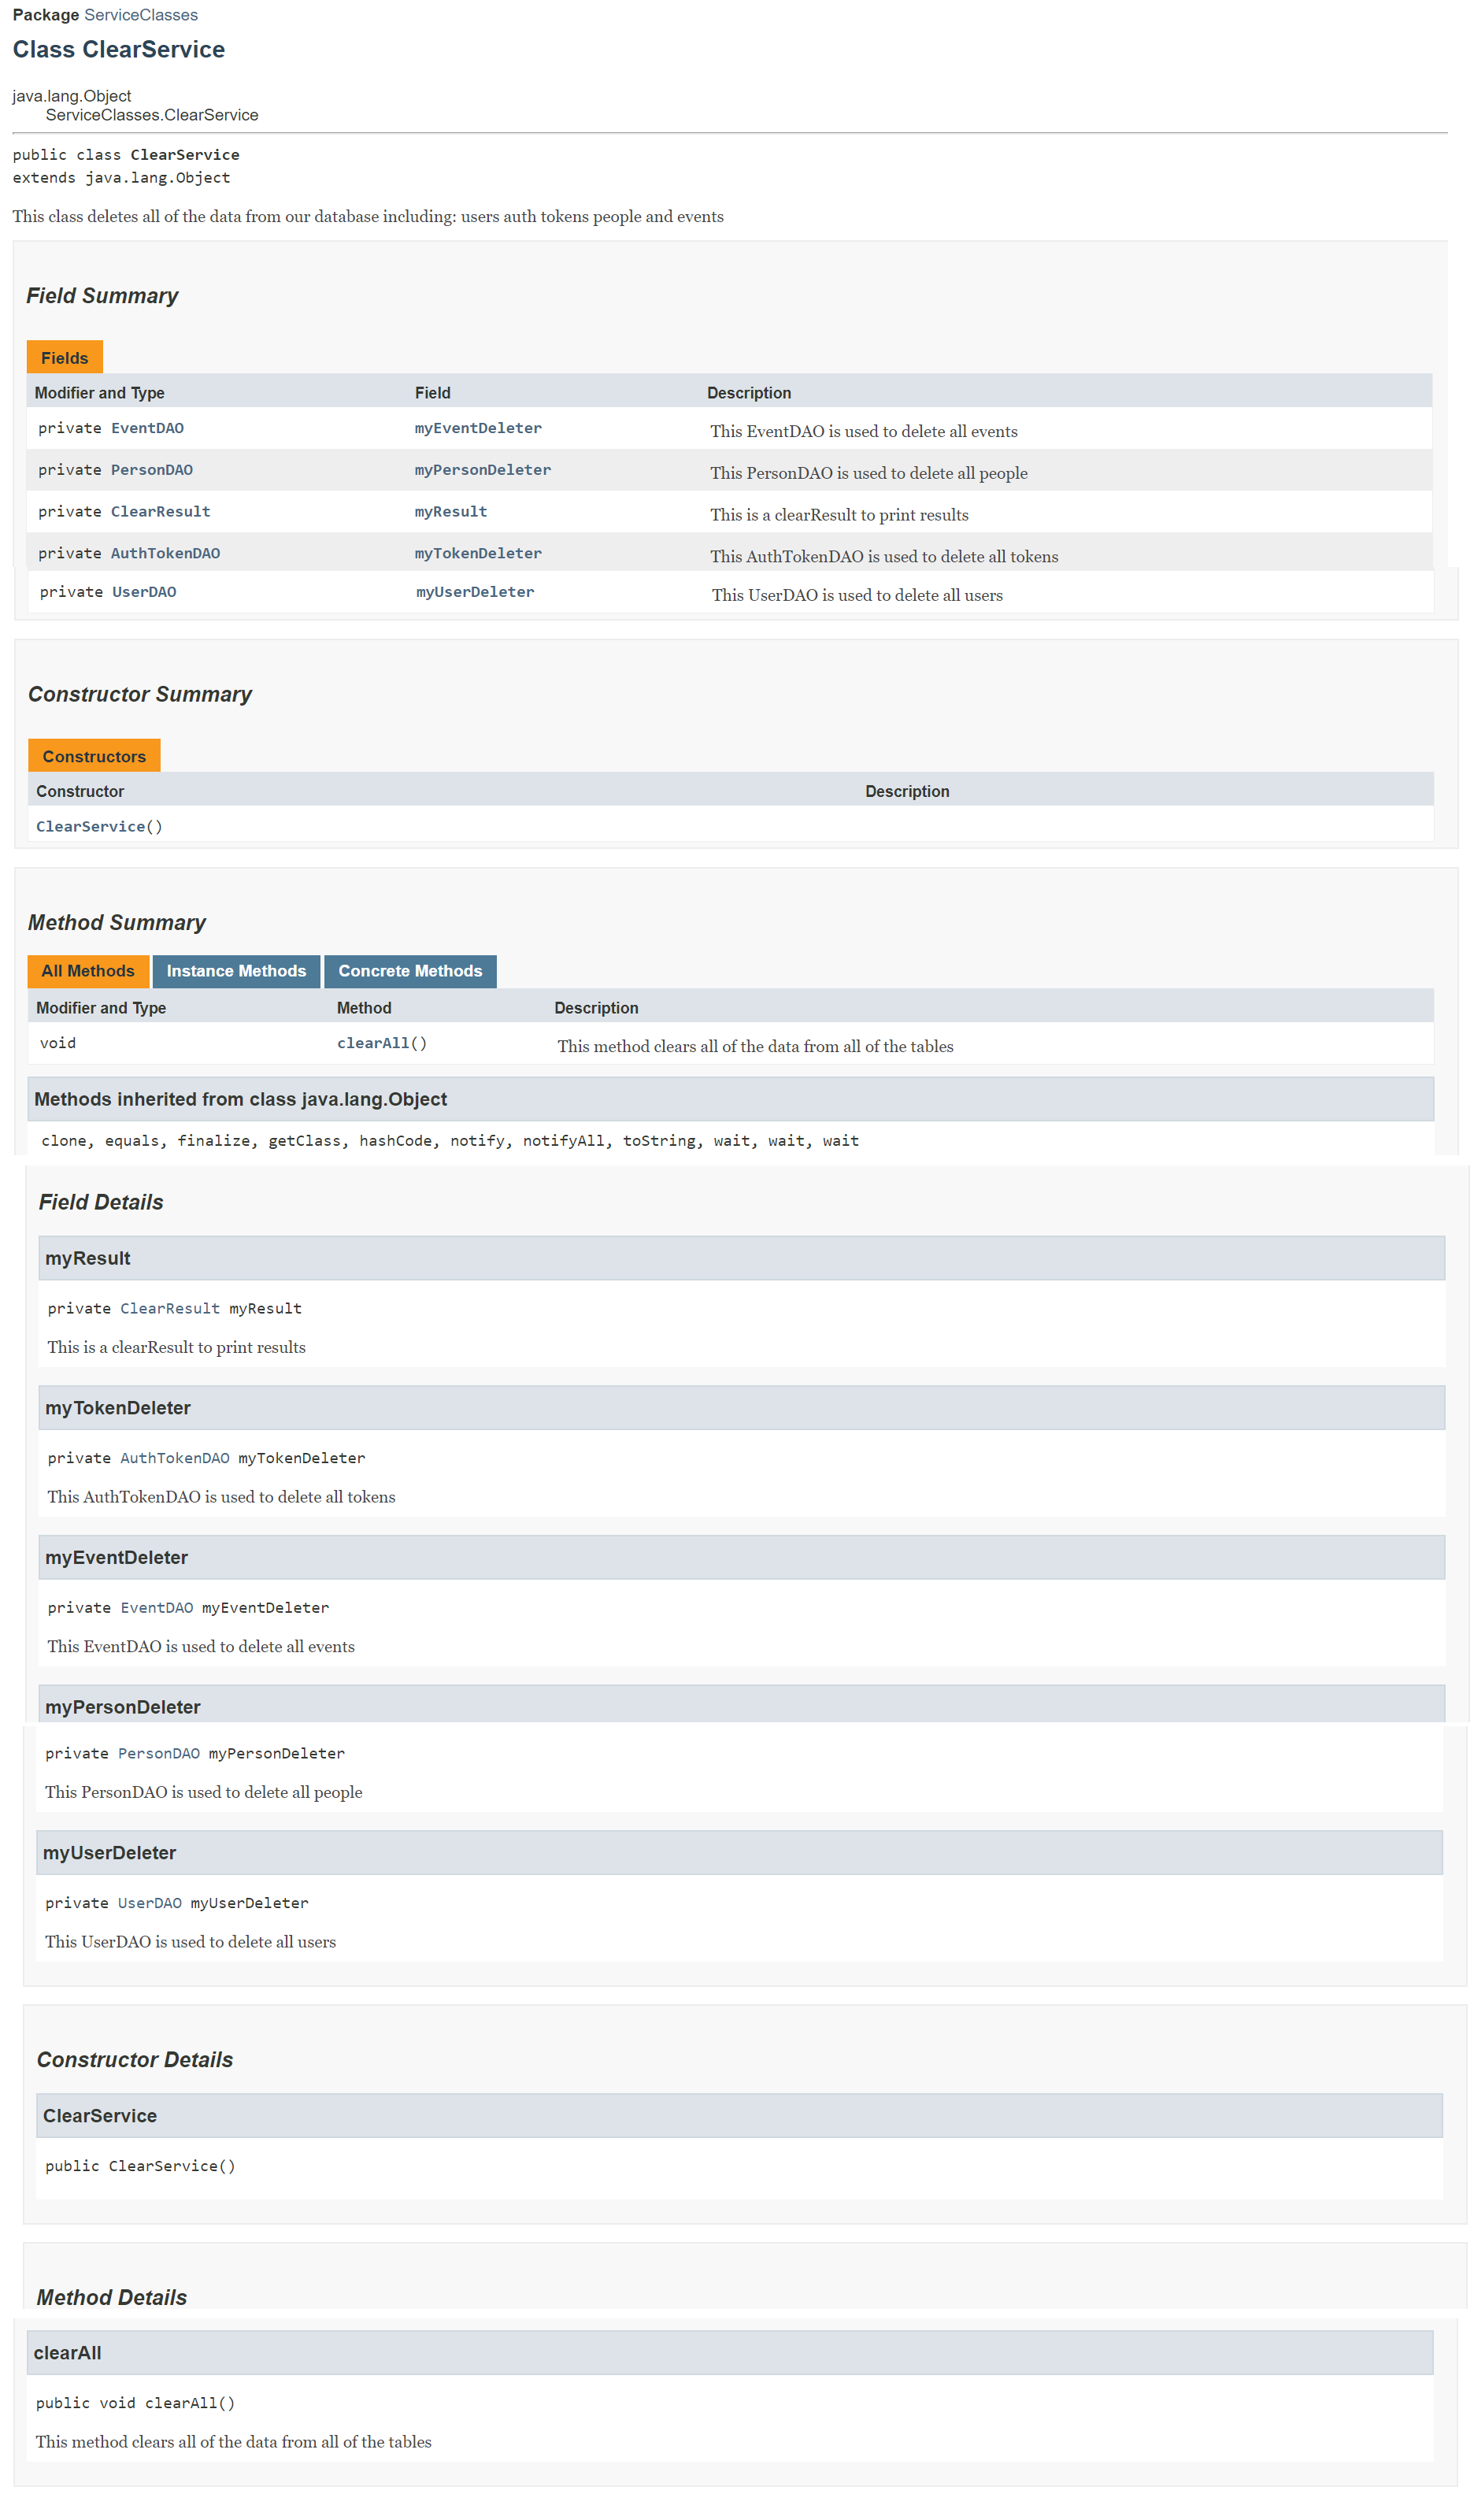 Package ServiceClasses
Class ClearService
java.lang.Object
ServiceClasses.ClearService
public class ClearService
extends java.lang.Object
This class deletes all of the data from our database including: users auth tokens people and events
Field Summary
Fields
Modifier and Type Field Description
private EventDAO myEventDeleter This EventDAO is used to delete all events
private PersonDAO myPersonDeleter This PersonDAO is used to delete all people
private ClearResult myResult This is a clearResult to print results
private AuthTokenDAO myTokenDeleter This AuthTokenDAO is used to delete all tokens
private UserDAO myUserDeleter This UserDAO is used to delete all users
Constructor Summary
Constructors
Constructor Description
ClearService()
Method Summary
All Methods Instance Methods Concrete Methods
Modifier and Type Method Description
void clearAll() This method clears all of the data from all of the tables
Methods inherited from class java.lang.Object
clone, equals, finalize, getClass, hashCode, notify, notifyAll, toString, wait, wait, wait
Field Details
myResult
private ClearResult myResult
This is a clearResult to print results
myTokenDeleter
private AuthTokenDAO myTokenDeleter
This AuthTokenDAO is used to delete all tokens
myEventDeleter
private EventDAO myEventDeleter
This EventDAO is used to delete all events
myPersonDeleter
private PersonDAO myPersonDeleter
This PersonDAO is used to delete all people
myUserDeleter
private UserDAO myUserDeleter
This UserDAO is used to delete all users
Constructor Details
ClearService
public ClearService()
Method Details
clearAll
public void clearAll()
This method clears all of the data from all of the tables